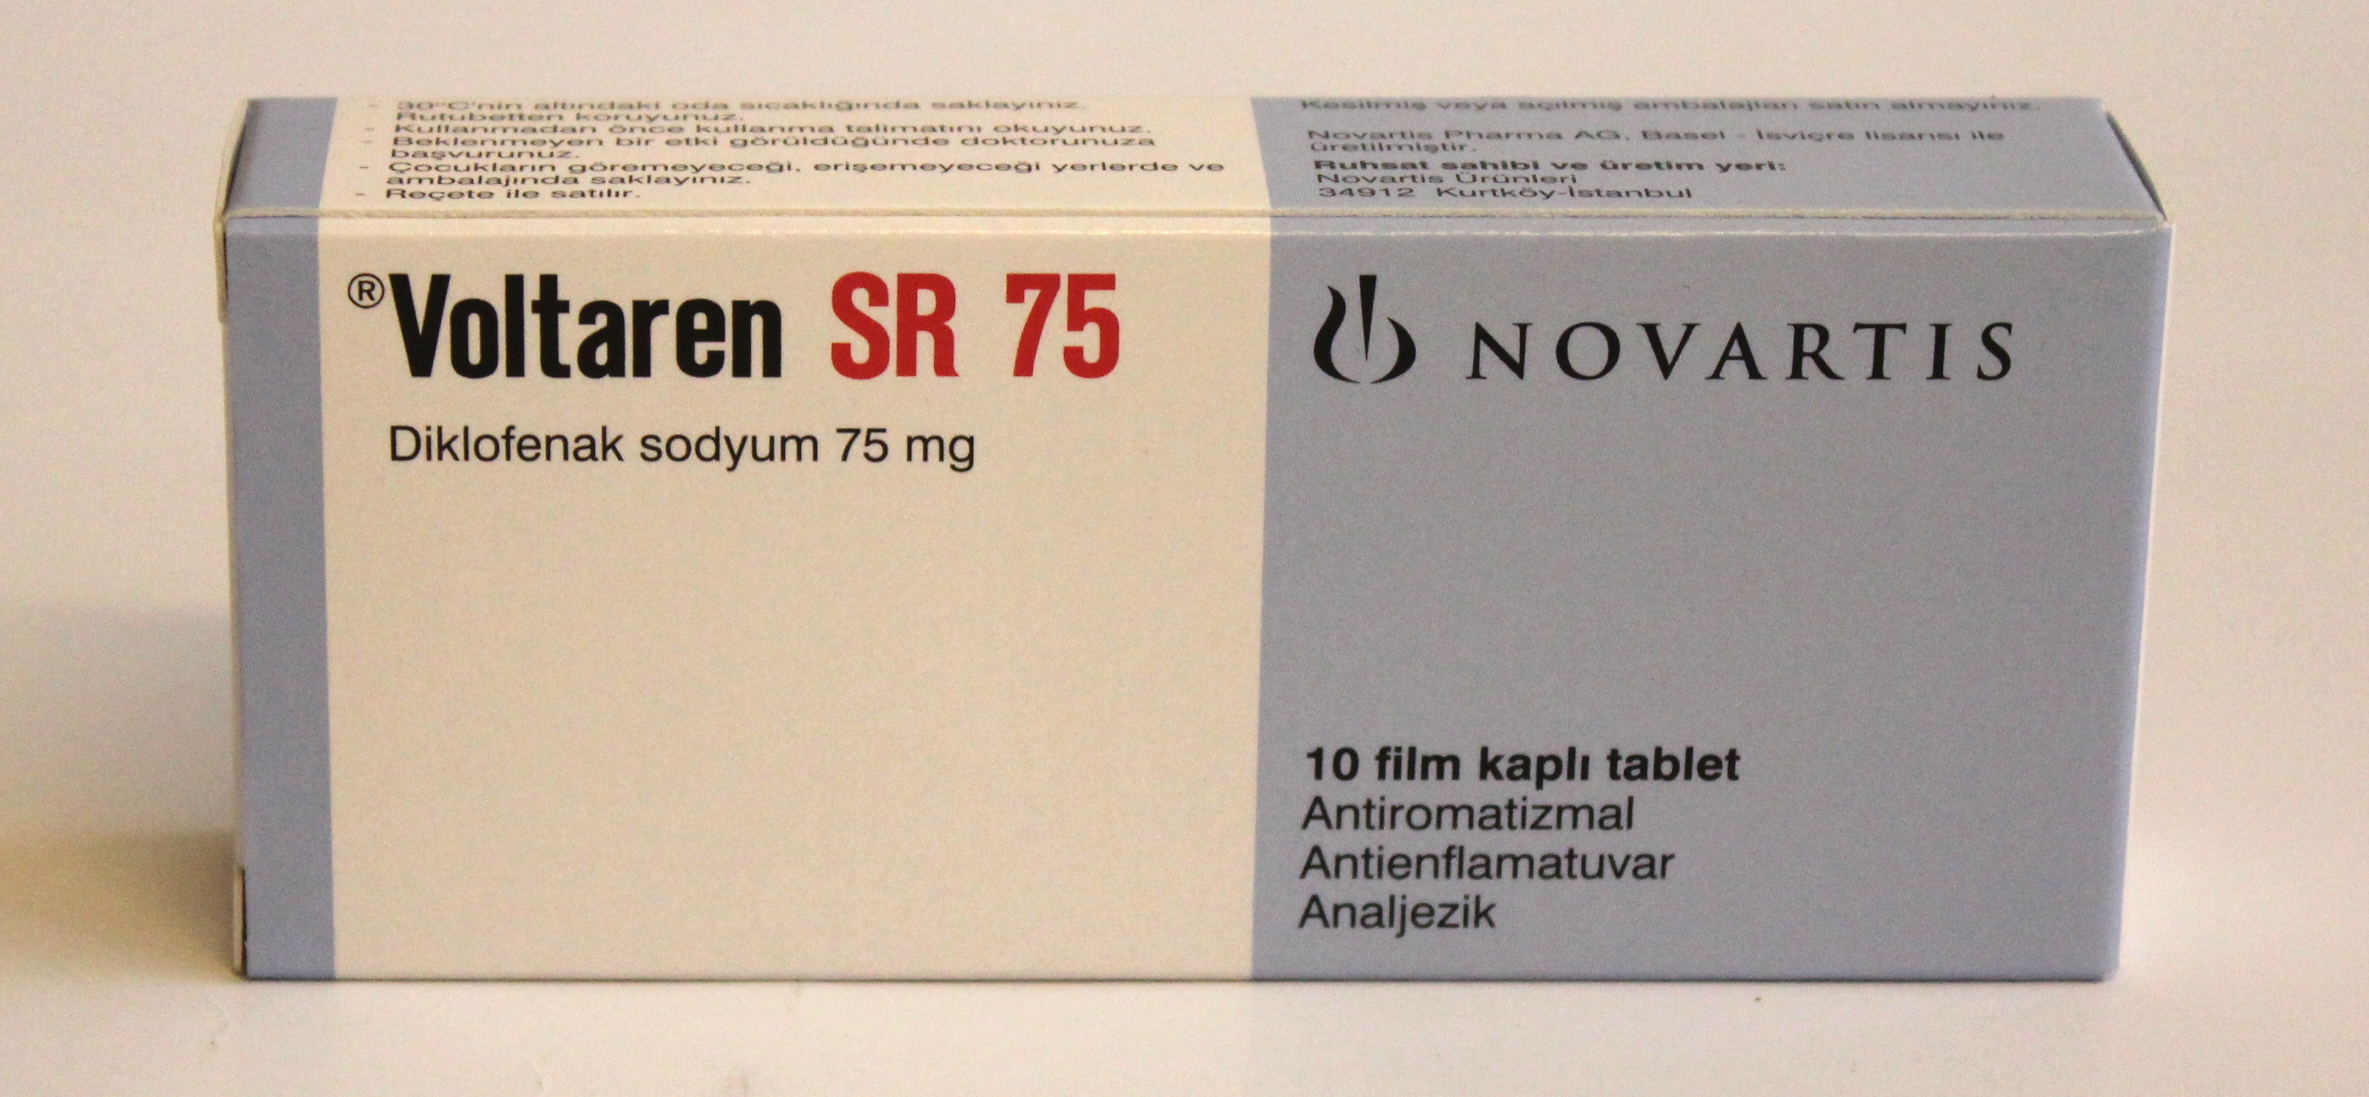 - 30°C'nin altındaki oda sıcaklığında saklayınız.
Rutubetten koruyunuz.
- Kullanmadan önce kullanma talimatını okuyunuz.
- Beklenmeyen bir etki görüldüğünde doktorunuza
başvurunuz.
- Çocukların göremeyeceği, erişemeyeceği yerlerde ve
ambalajında saklayınız.
- Reçete ile satılır.
Kesilmiş veya açılmış ambalajları satın almayınız.
Novartis Pharma AG, Basel - İsviçre lisansı ile
üretilmiştir.
Ruhsat sahibi ve üretim yeri:
Novartis Ürünleri
34912 Kurtköy-İstanbul
®Voltaren SR 75
Diklofenak sodyum 75 mg
NOVARTIS
10 film kaplı tablet
Antiromatizmal
Antienflamatuvar
Analjezik